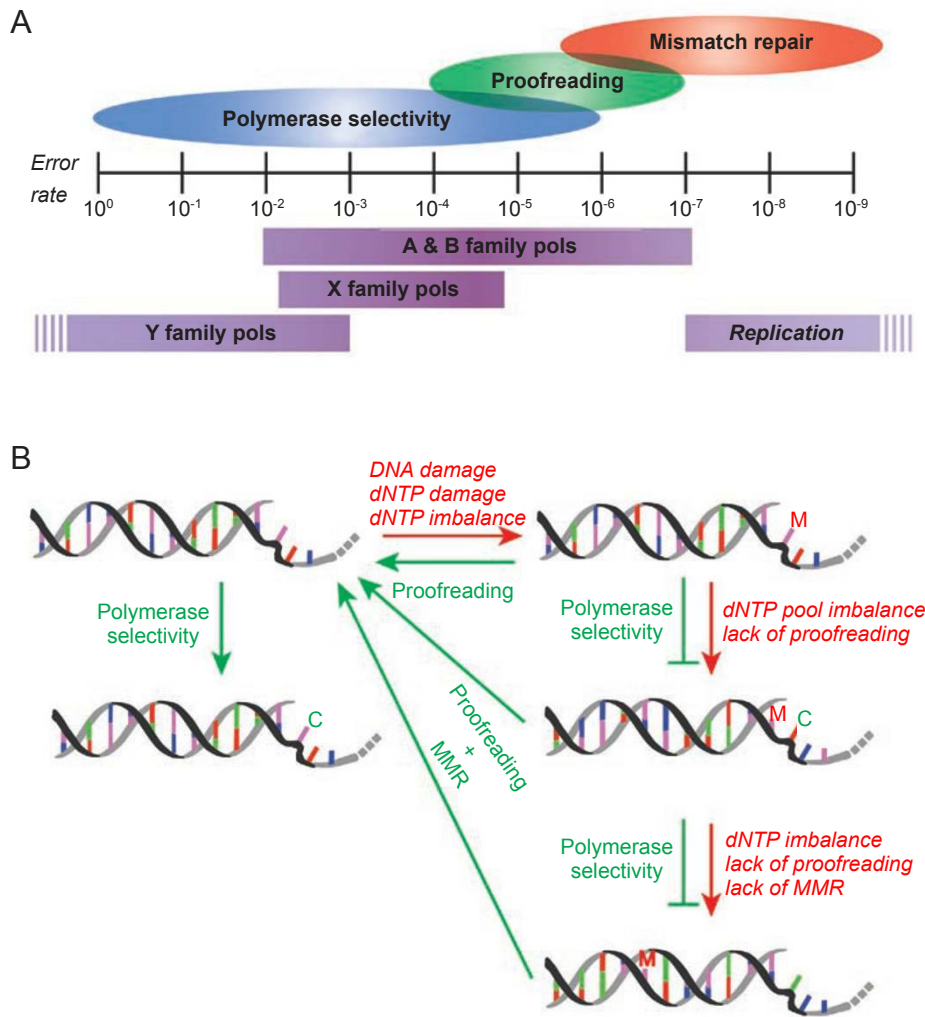 A
Mismatch repair
Proofreading
Polymerase selectivity
Error
rate
10⁰ 10⁻¹ 10⁻² 10⁻³ 10⁻⁴ 10⁻⁵ 10⁻⁶ 10⁻⁷ 10⁻⁸ 10⁻⁹
A & B family pols
X family pols
Y family pols
Replication
B
DNA damage
dNTP damage
dNTP imbalance
M
Proofreading
Polymerase
selectivity
Polymerase
selectivity
dNTP pool imbalance
lack of proofreading
C
M C
Proofreading
+
MMR
Polymerase
selectivity
dNTP imbalance
lack of proofreading
lack of MMR
M